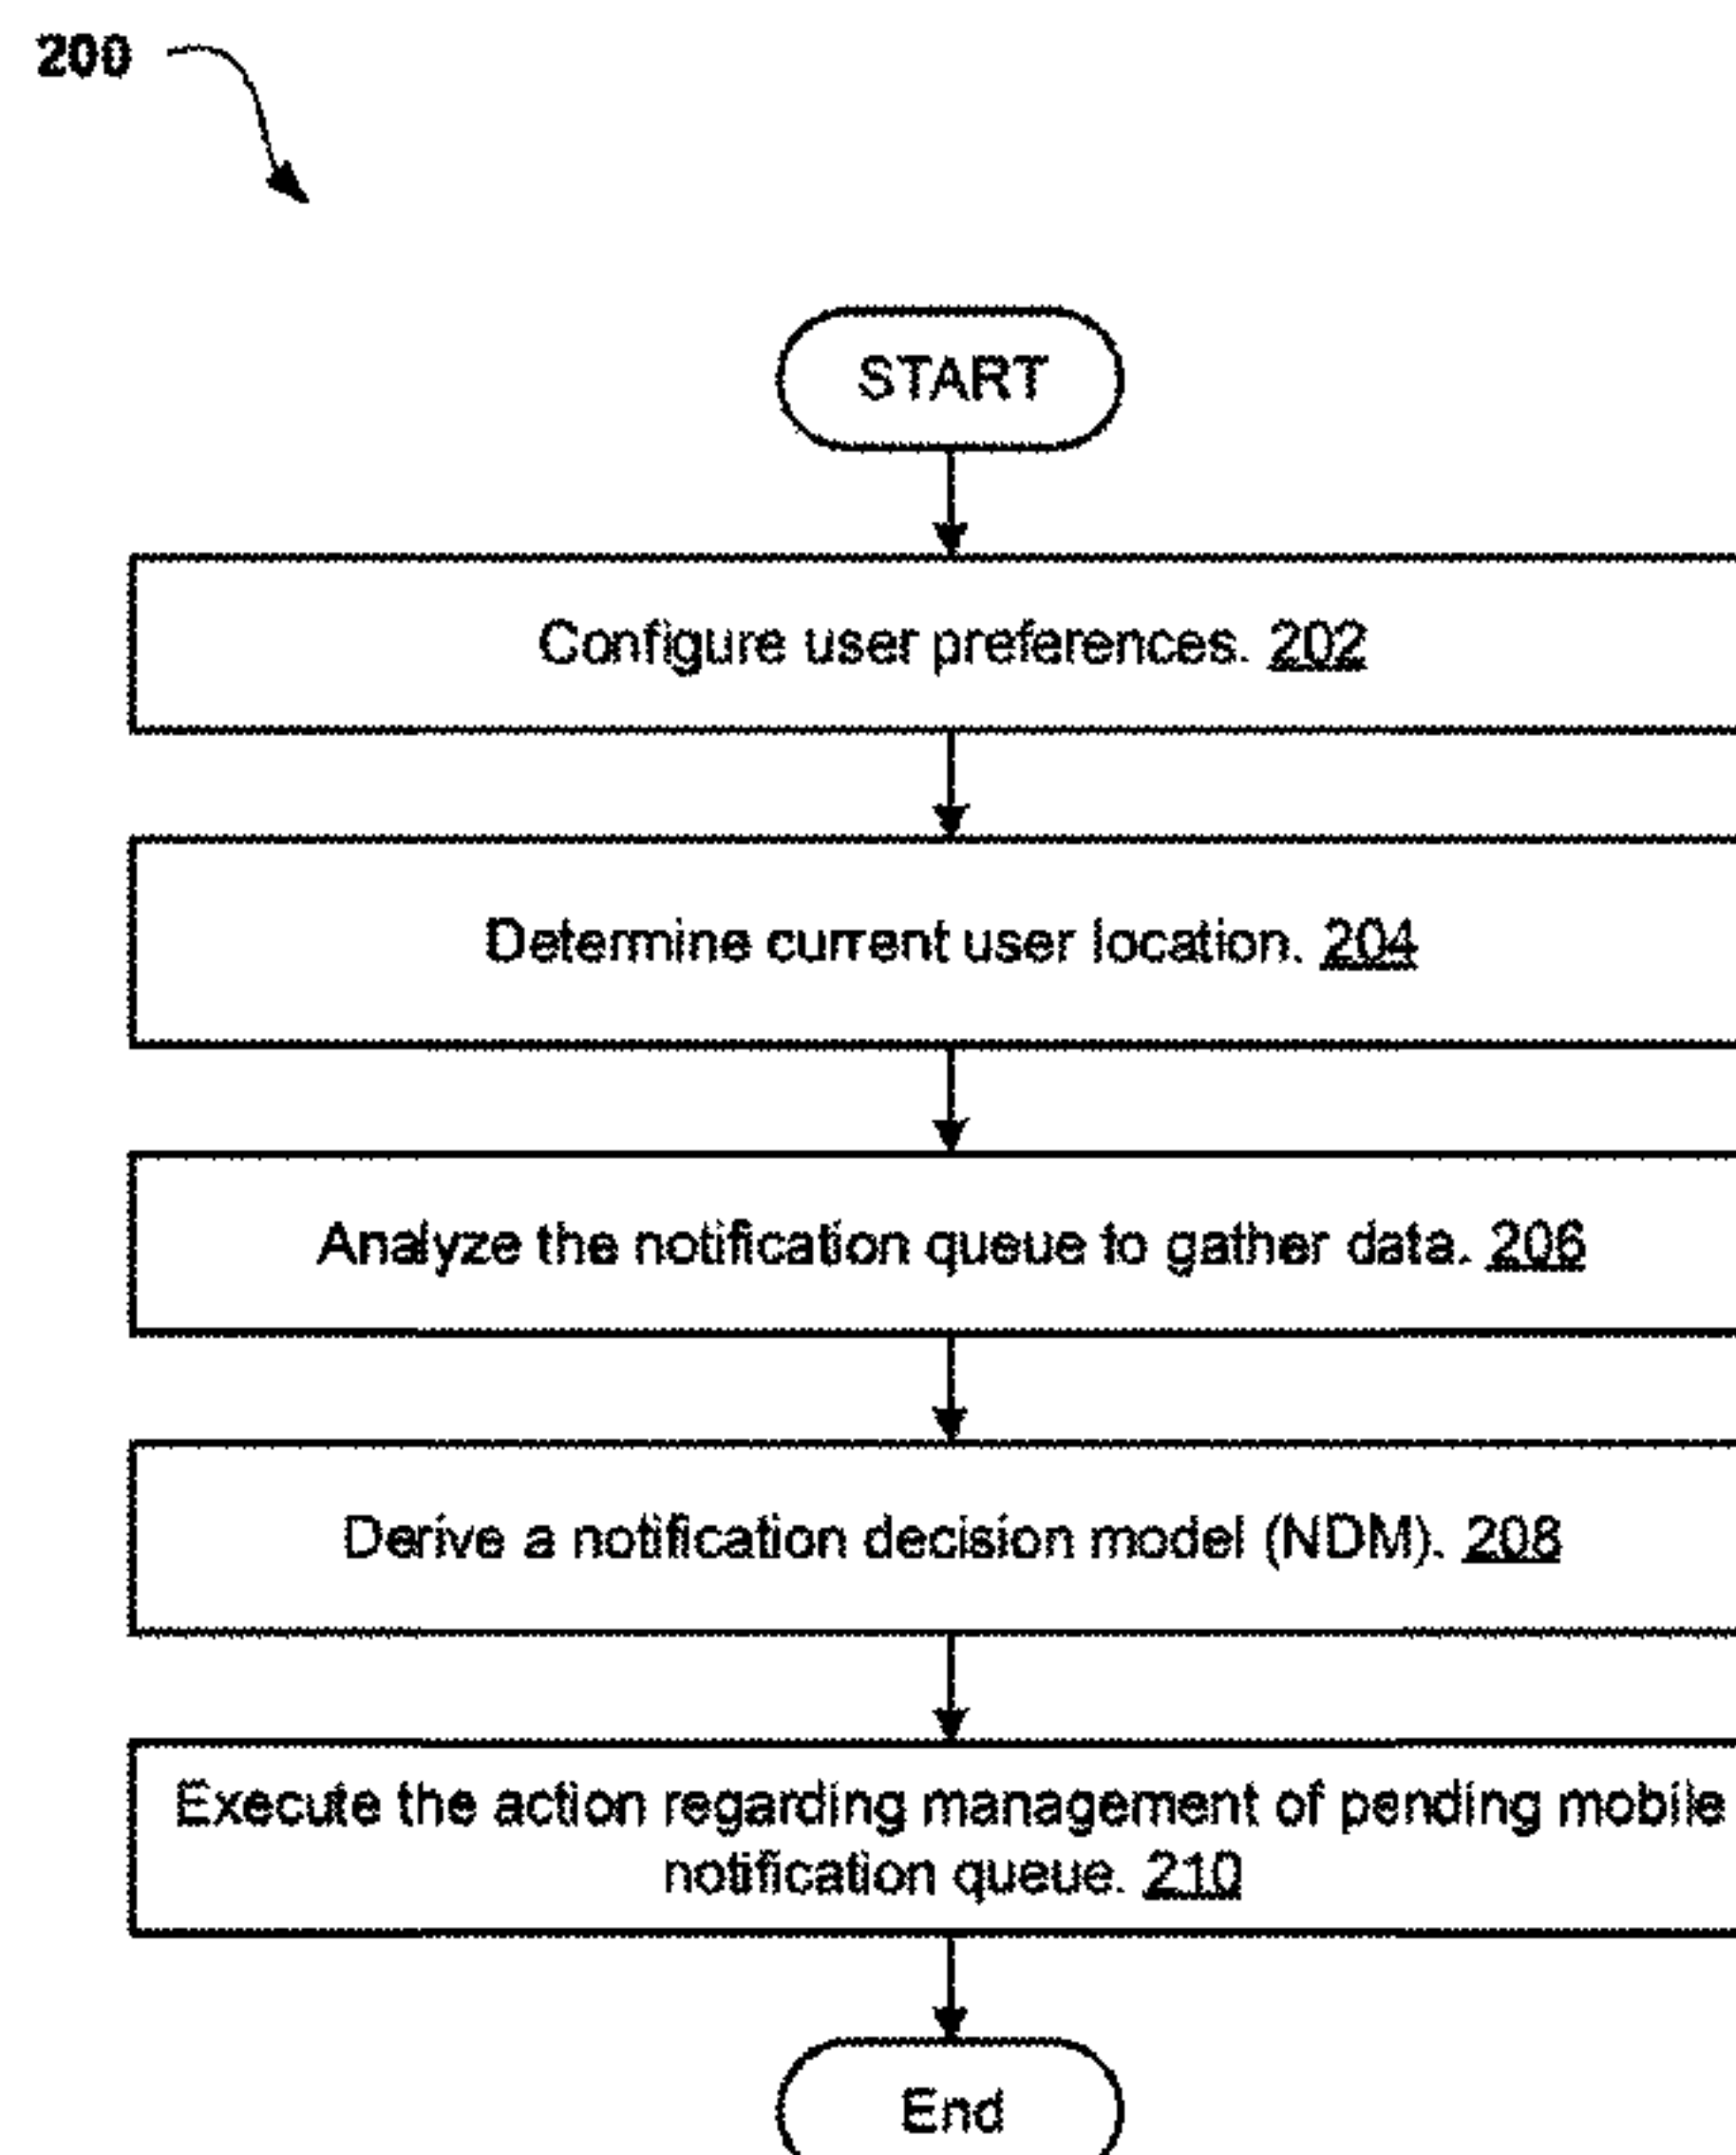 200
START
Configure user preferences. 202
Determine current user location. 204
Analyze the notification queue to gather data. 206
Derive a notification decision model (NDM). 208
Execute the action regarding management of pending mobile
notification queue. 210
End